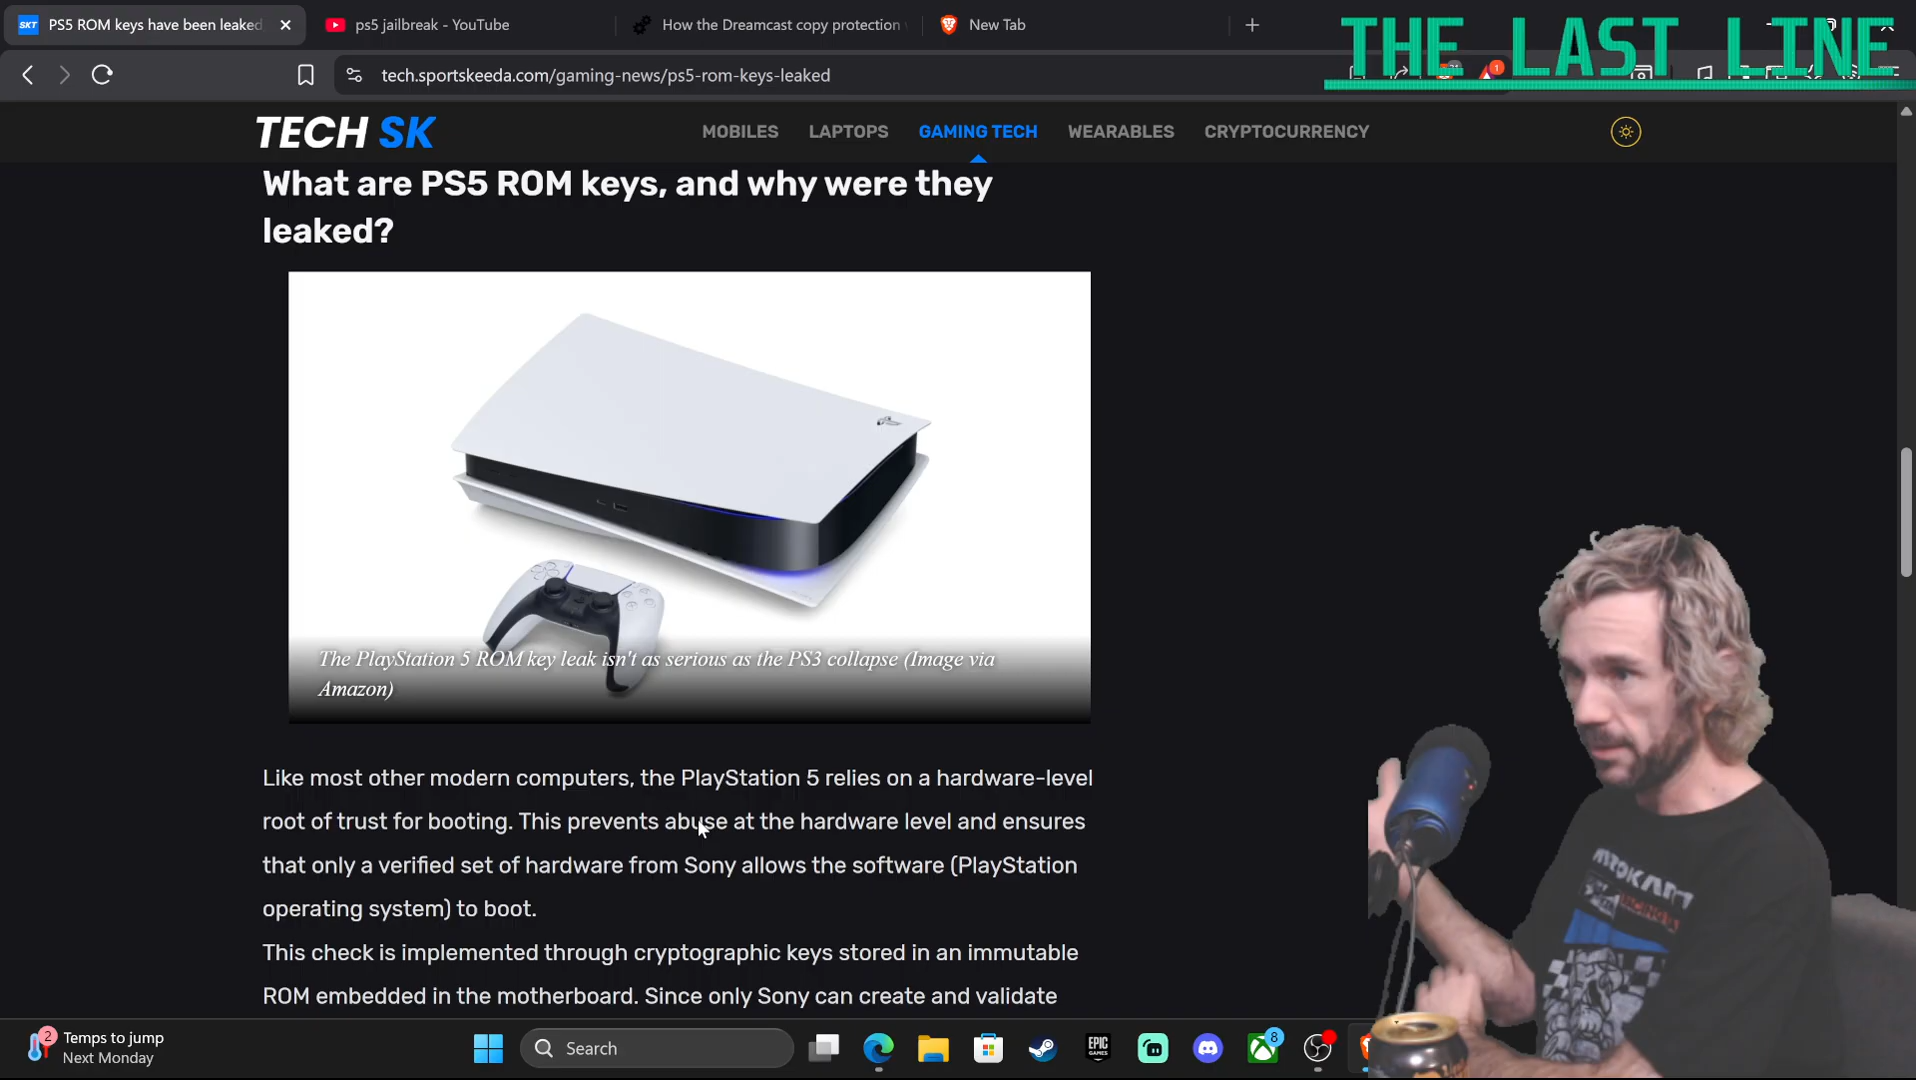 PS5 ROM keys have been leaked
ps5 jailbreak - YouTube
How the Dreamcast copy protection
New Tab
THE LAST LINE
tech.sportskeeda.com/gaming-news/ps5-rom-keys-leaked
1
TECH SK
MOBILES
LAPTOPS
GAMING TECH
WEARABLES
CRYPTOCURRENCY
What are PS5 ROM keys, and why were they
leaked?
The PlayStation 5 ROM key leak isn't as serious as the PS3 collapse (Image via
Amazon)
Like most other modern computers, the PlayStation 5 relies on a hardware-level
root of trust for booting. This prevents abuse at the hardware level and ensures
that only a verified set of hardware from Sony allows the software (PlayStation
operating system) to boot.
This check is implemented through cryptographic keys stored in an immutable
ROM embedded in the motherboard. Since only Sony can create and validate
2
Temps to jump
Next Monday
Search
EPIC
GAMES
8
SKT